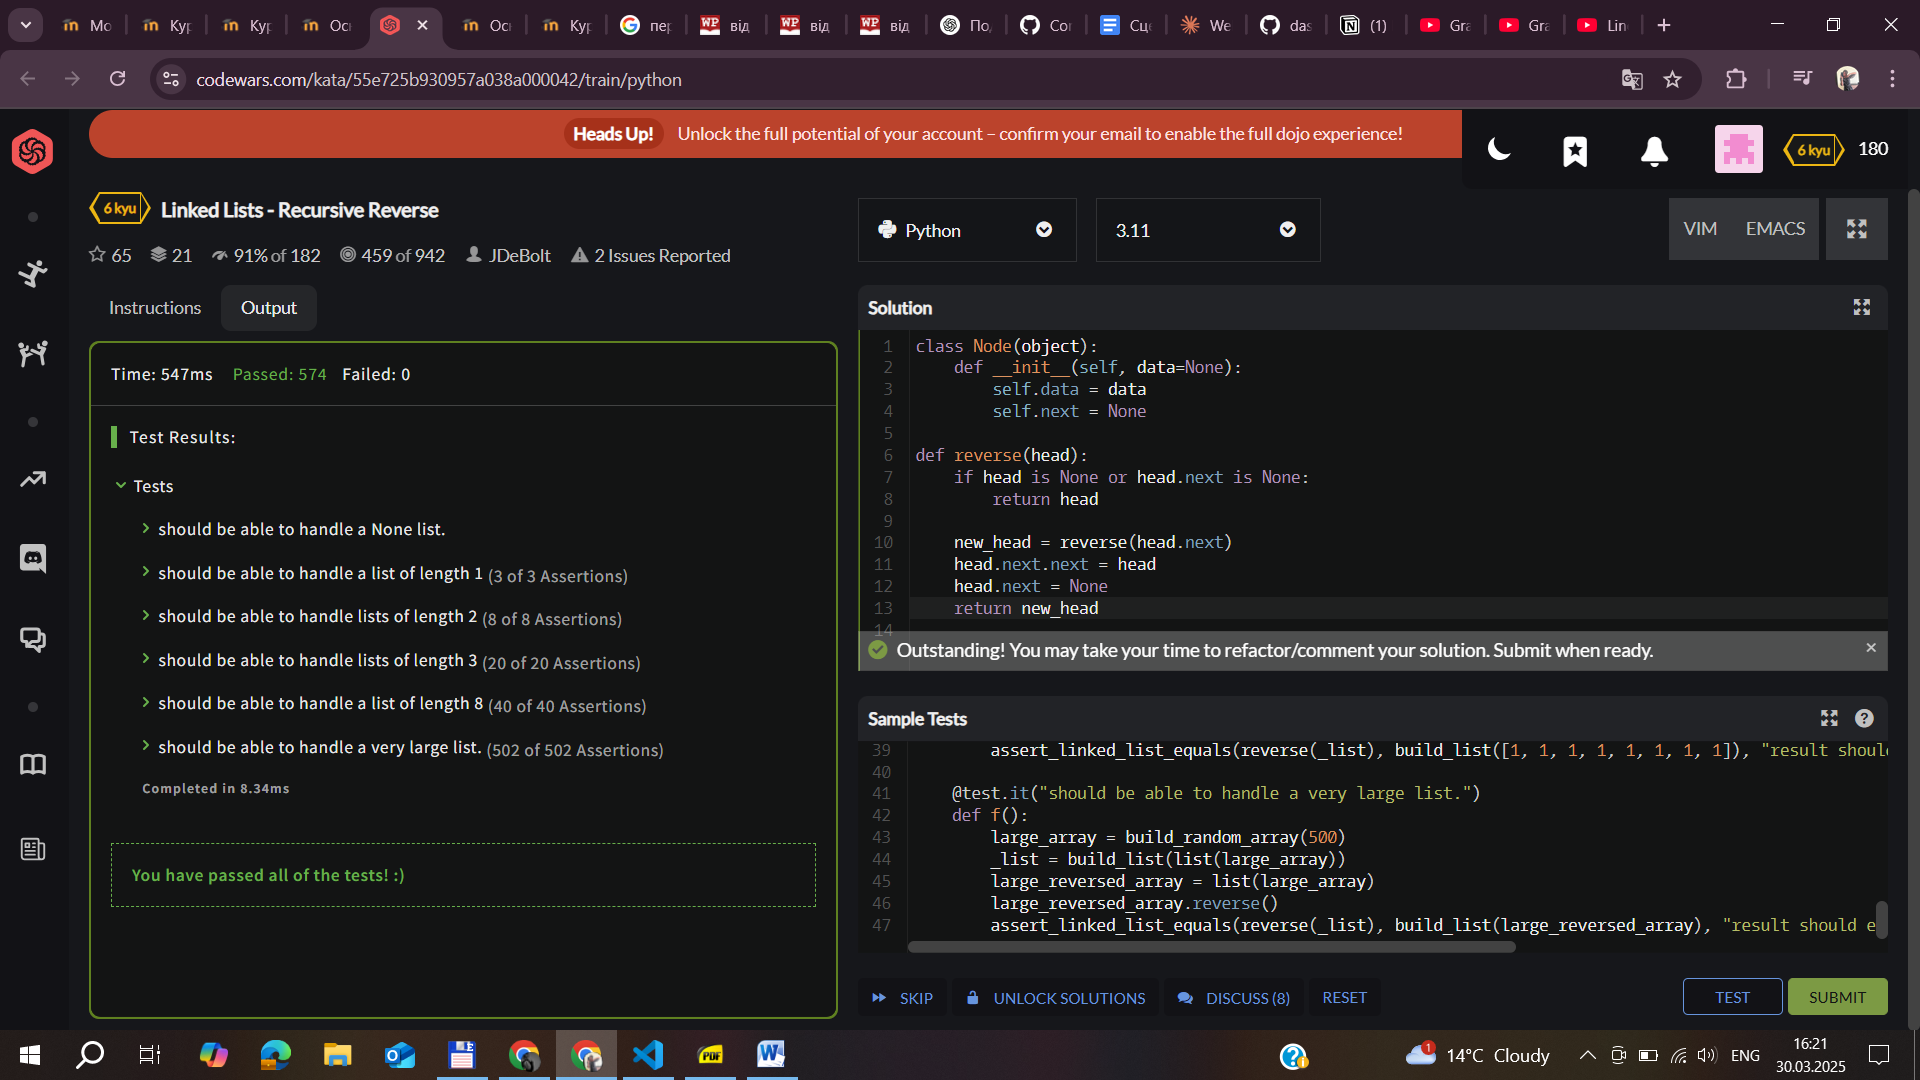 Мо
Кур
Кур
Ос
Ос
Кур
пер
від
від
від
По
Cor
Сце
We
das
(1)
Gra
Gra
Lin
codewars.com/kata/55e725b930957a038a000042/train/python
Heads Up! Unlock the full potential of your account – confirm your email to enable the full dojo experience!
6 kyu 180
6 kyu Linked Lists - Recursive Reverse
65 21 91% of 182 459 of 942 JDeBolt 2 Issues Reported
Python
3.11
VIM EMACS
Instructions Output
Time: 547ms Passed: 574 Failed: 0
Test Results:
Tests
should be able to handle a None list.
should be able to handle a list of length 1 (3 of 3 Assertions)
should be able to handle lists of length 2 (8 of 8 Assertions)
should be able to handle lists of length 3 (20 of 20 Assertions)
should be able to handle a list of length 8 (40 of 40 Assertions)
should be able to handle a very large list. (502 of 502 Assertions)
Completed in 8.34ms
You have passed all of the tests! :)
Solution
1 class Node(object):
2 def __init__(self, data=None):
3 self.data = data
4 self.next = None
5
6 def reverse(head):
7 if head is None or head.next is None:
8 return head
9
10 new_head = reverse(head.next)
11 head.next.next = head
12 head.next = None
13 return new_head
14
Outstanding! You may take your time to refactor/comment your solution. Submit when ready.
Sample Tests
39 assert_linked_list_equals(reverse(_list), build_list([1, 1, 1, 1, 1, 1, 1, 1]), "result shoul
40
41 @test.it("should be able to handle a very large list.")
42 def f():
43 large_array = build_random_array(500)
44 _list = build_list(list(large_array))
45 large_reversed_array = list(large_array)
46 large_reversed_array.reverse()
47 assert_linked_list_equals(reverse(_list), build_list(large_reversed_array), "result should e
SKIP UNLOCK SOLUTIONS DISCUSS (8) RESET TEST SUBMIT
PDF
1 14°C Cloudy ENG 16:21
30.03.2025